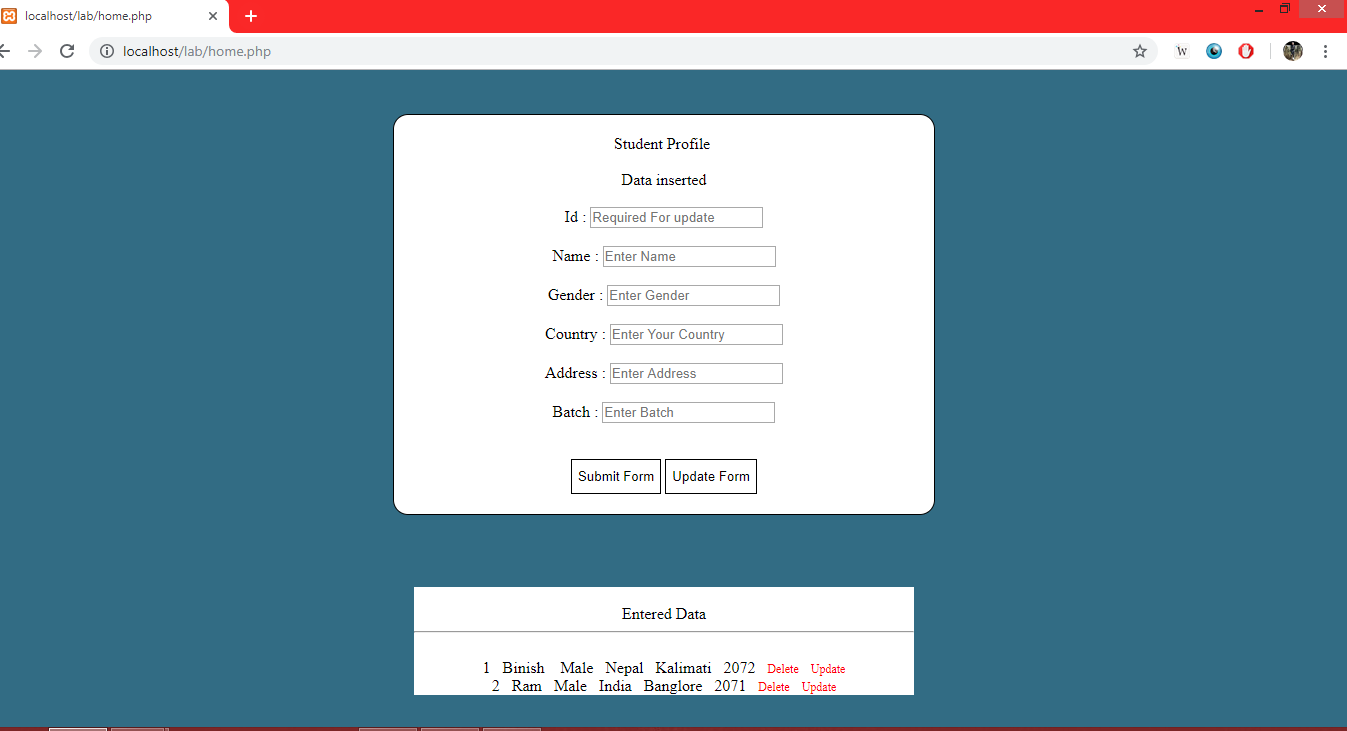 localhost/lab/home.php
localhost/lab/home.php
W
Student Profile
Data inserted
Id : Required For update
Name : Enter Name
Gender : Enter Gender
Country : Enter Your Country
Address : Enter Address
Batch : Enter Batch
Submit Form Update Form
Entered Data
1 Binish Male Nepal Kalimati 2072 Delete Update
2 Ram Male India Banglore 2071 Delete Update